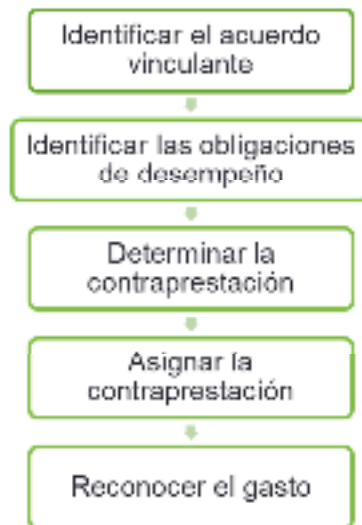 Identificar el acuerdo
vinculante
Identificar las obligaciones
de desempeño
Determinar la
contraprestación
Asignar la
contraprestación
Reconocer el gasto